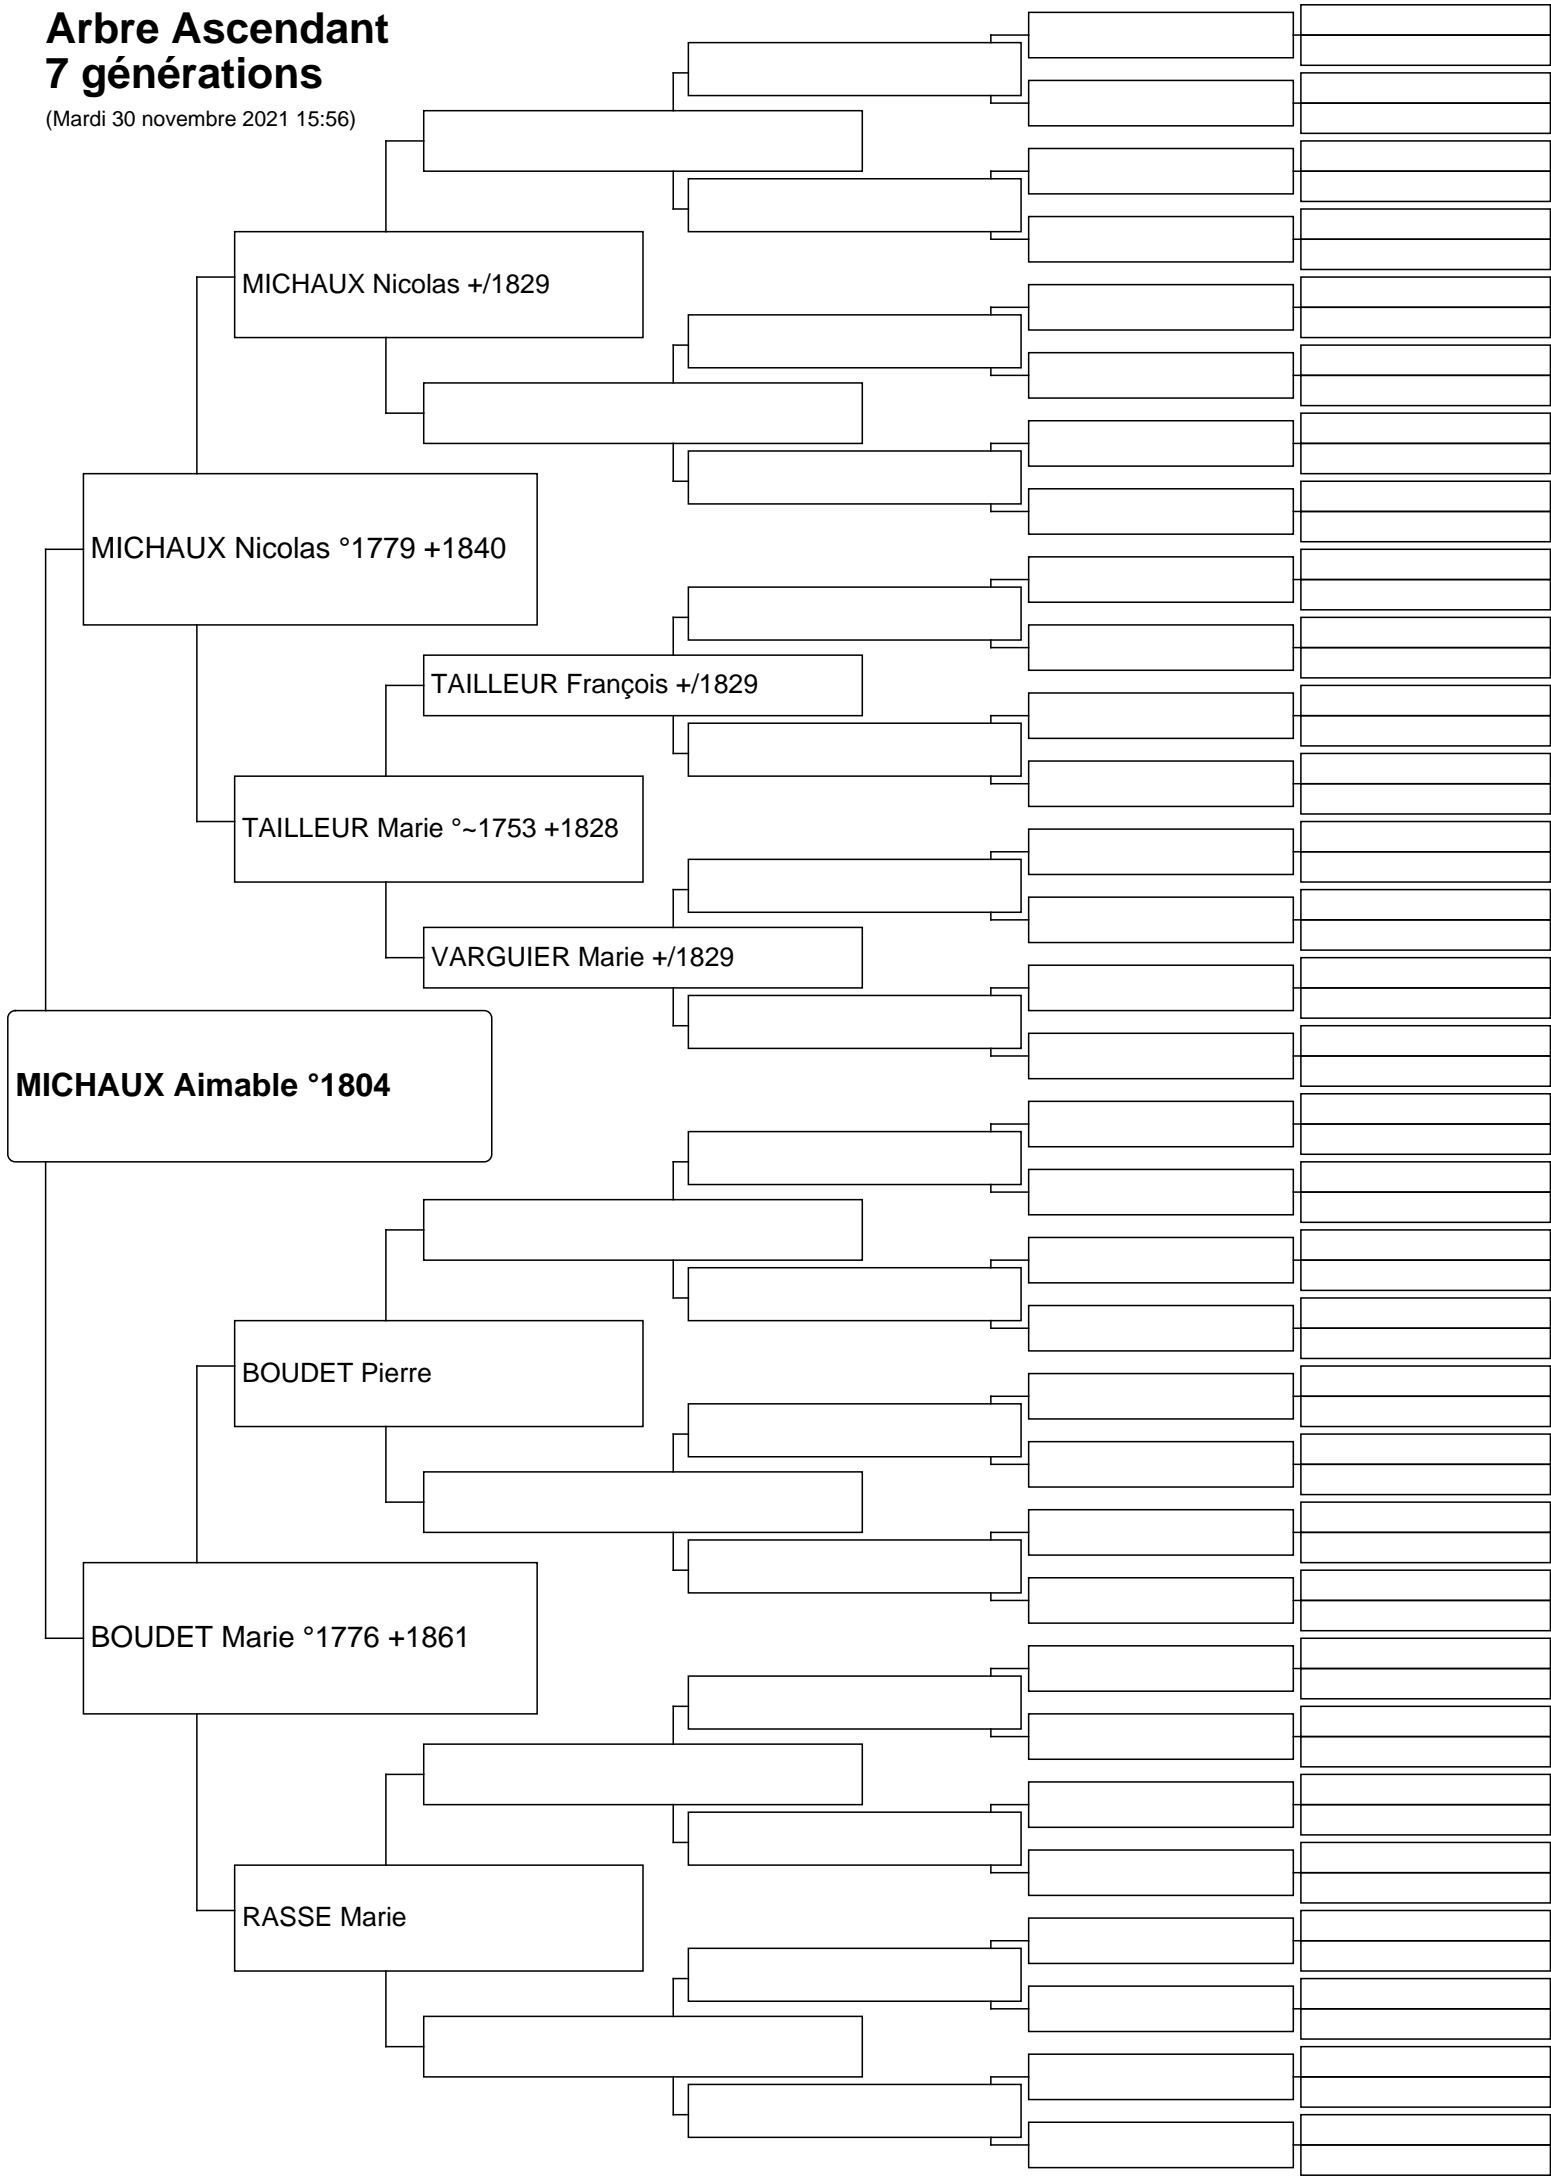 Arbre Ascendant
7 générations
(Mardi 30 novembre 2021 15:56)
MICHAUX Nicolas +/1829
MICHAUX Nicolas °1779 +1840
TAILLEUR François +/1829
TAILLEUR Marie °~1753 +1828
VARGUIER Marie +/1829
MICHAUX Aimable °1804
BOUDET Pierre
BOUDET Marie °1776 +1861
RASSE Marie